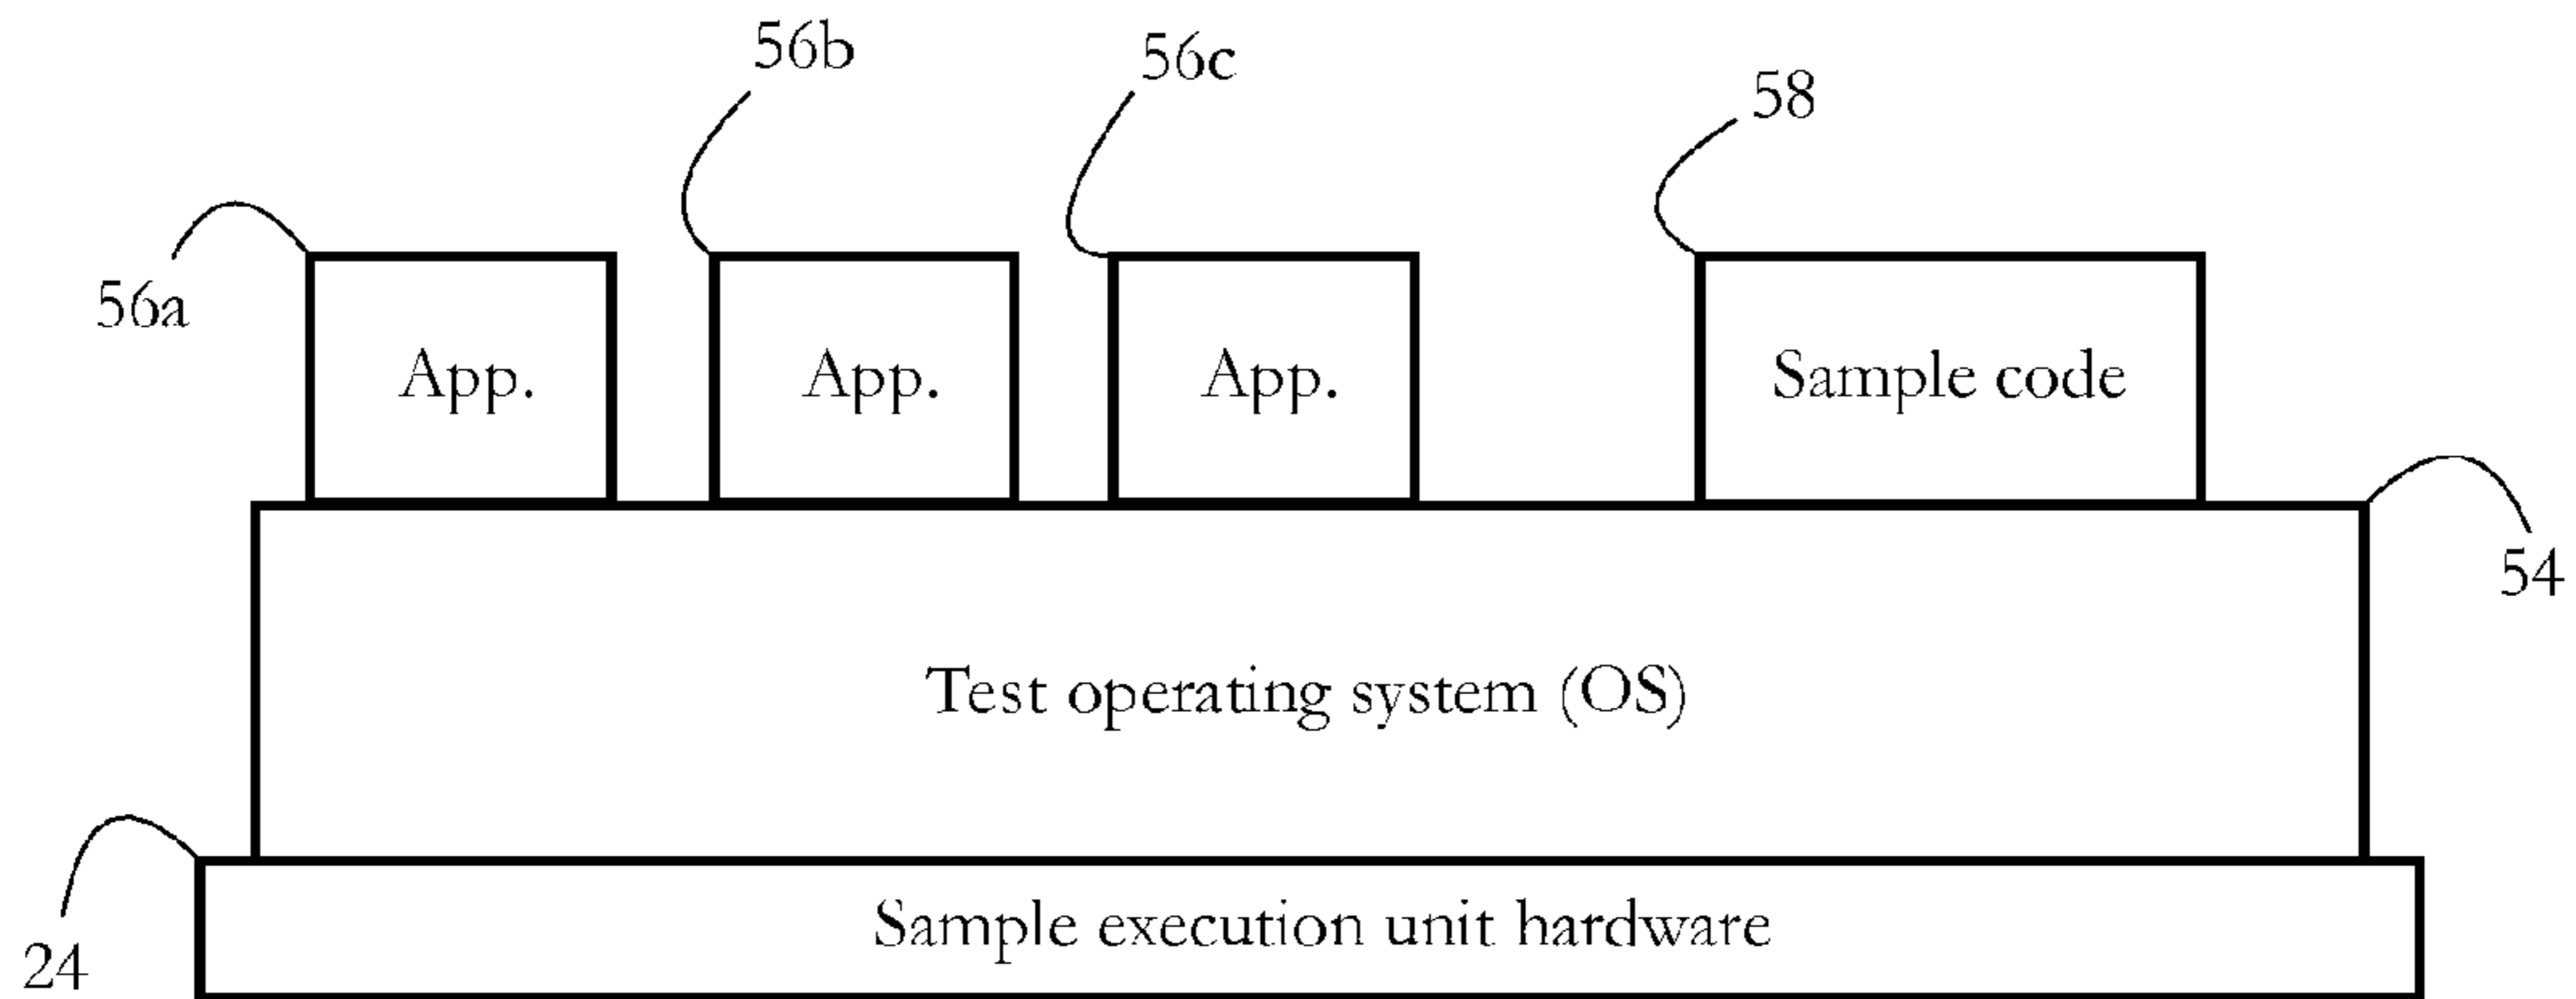 56b
56c
58
56a
App.
App.
App.
Sample code
54
Test operating system (OS)
24
Sample execution unit hardware